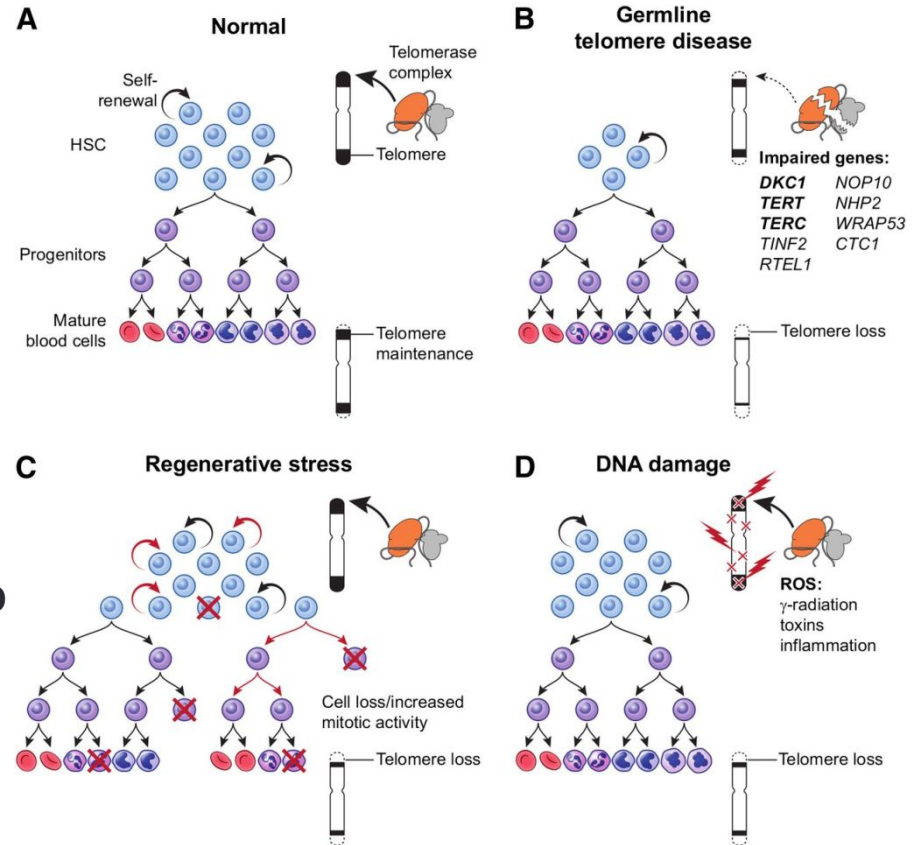 A
Normal
Self-
renewal
HSC
Telomerase
complex
Telomere
Progenitors
Mature
blood cells
Telomere
maintenance
B
Germline
telomere disease
Impaired genes:
DKC1 NOP10
TERT NHP2
TERC WRAP53
TINF2 CTC1
RTEL1
Telomere loss
C
Regenerative stress
Cell loss/increased
mitotic activity
Telomere loss
D
DNA damage
ROS:
γ-radiation
toxins
inflammation
Telomere loss